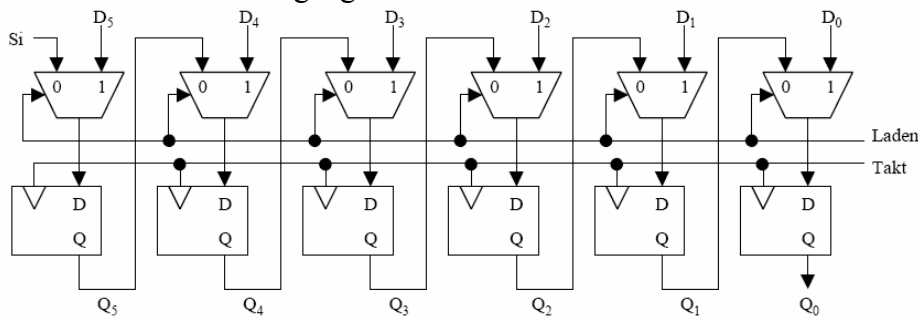 D5 D4 D3 D2 D1 D0
Si
0 1 0 1 0 1 0 1 0 1 0 1
Laden
Takt
D D D D D D
Q Q Q Q Q Q
Q5 Q4 Q3 Q2 Q1 Q0